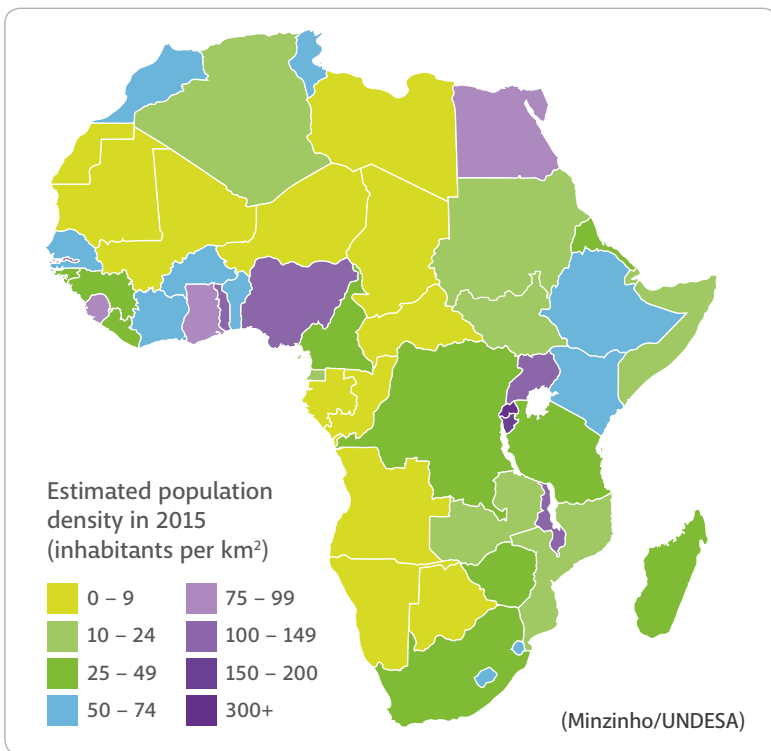 Estimated population
density in 2015
(inhabitants per km²)
0 – 9
10 – 24
25 – 49
50 – 74
75 – 99
100 – 149
150 – 200
300+
(Minzinho/UNDESA)